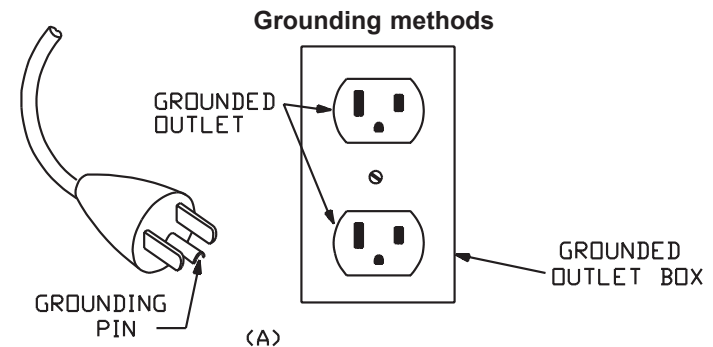 Grounding methods
GROUNDED
OUTLET
GROUNDED
OUTLET BOX
GROUNDING
PIN
(A)